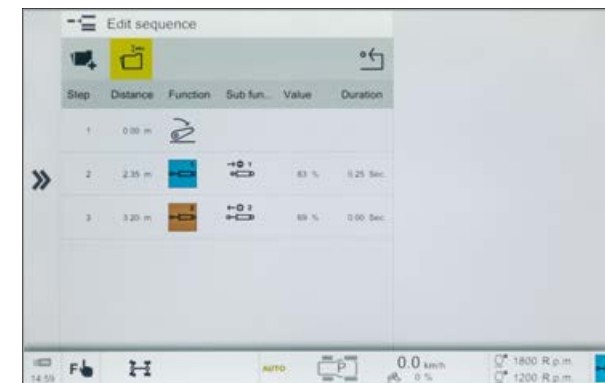 Edit sequence
Step Distance Function Sub fun... Value Duration
1 0.00 m
2 2.35 m 1 83 % 0.25 Sec.
3 3.20 m 2 69 % 0.00 Sec.
14:59 F AUTO P 0.0 km/h 1800 R.p.m.
0 % 1200 R.p.m.